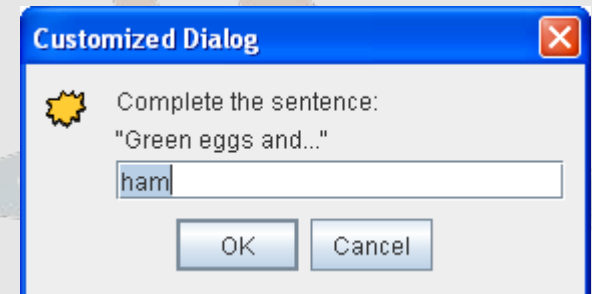 Customized Dialog
Complete the sentence:
"Green eggs and..."
ham
OK Cancel